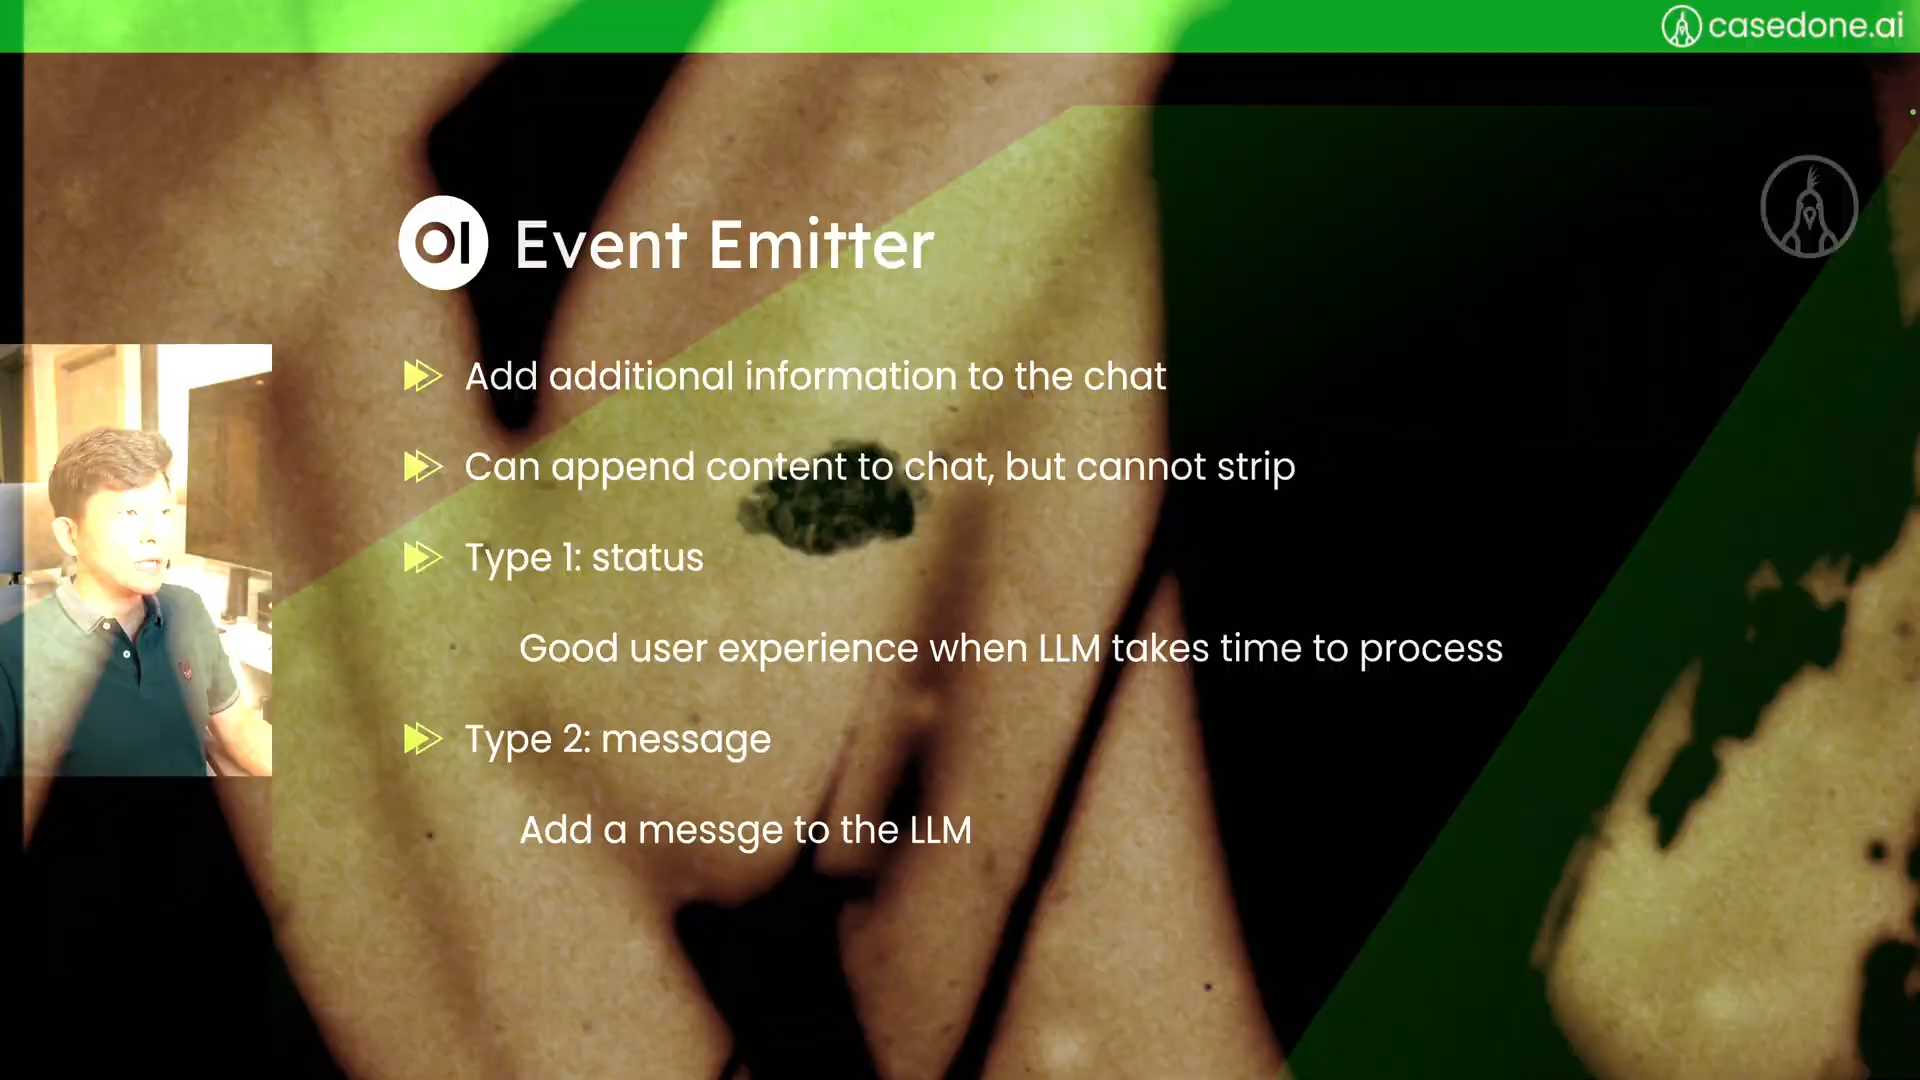 casedone.ai
OI Event Emitter
Add additional information to the chat
Can append content to chat, but cannot strip
Type 1: status
Good user experience when LLM takes time to process
Type 2: message
Add a messge to the LLM